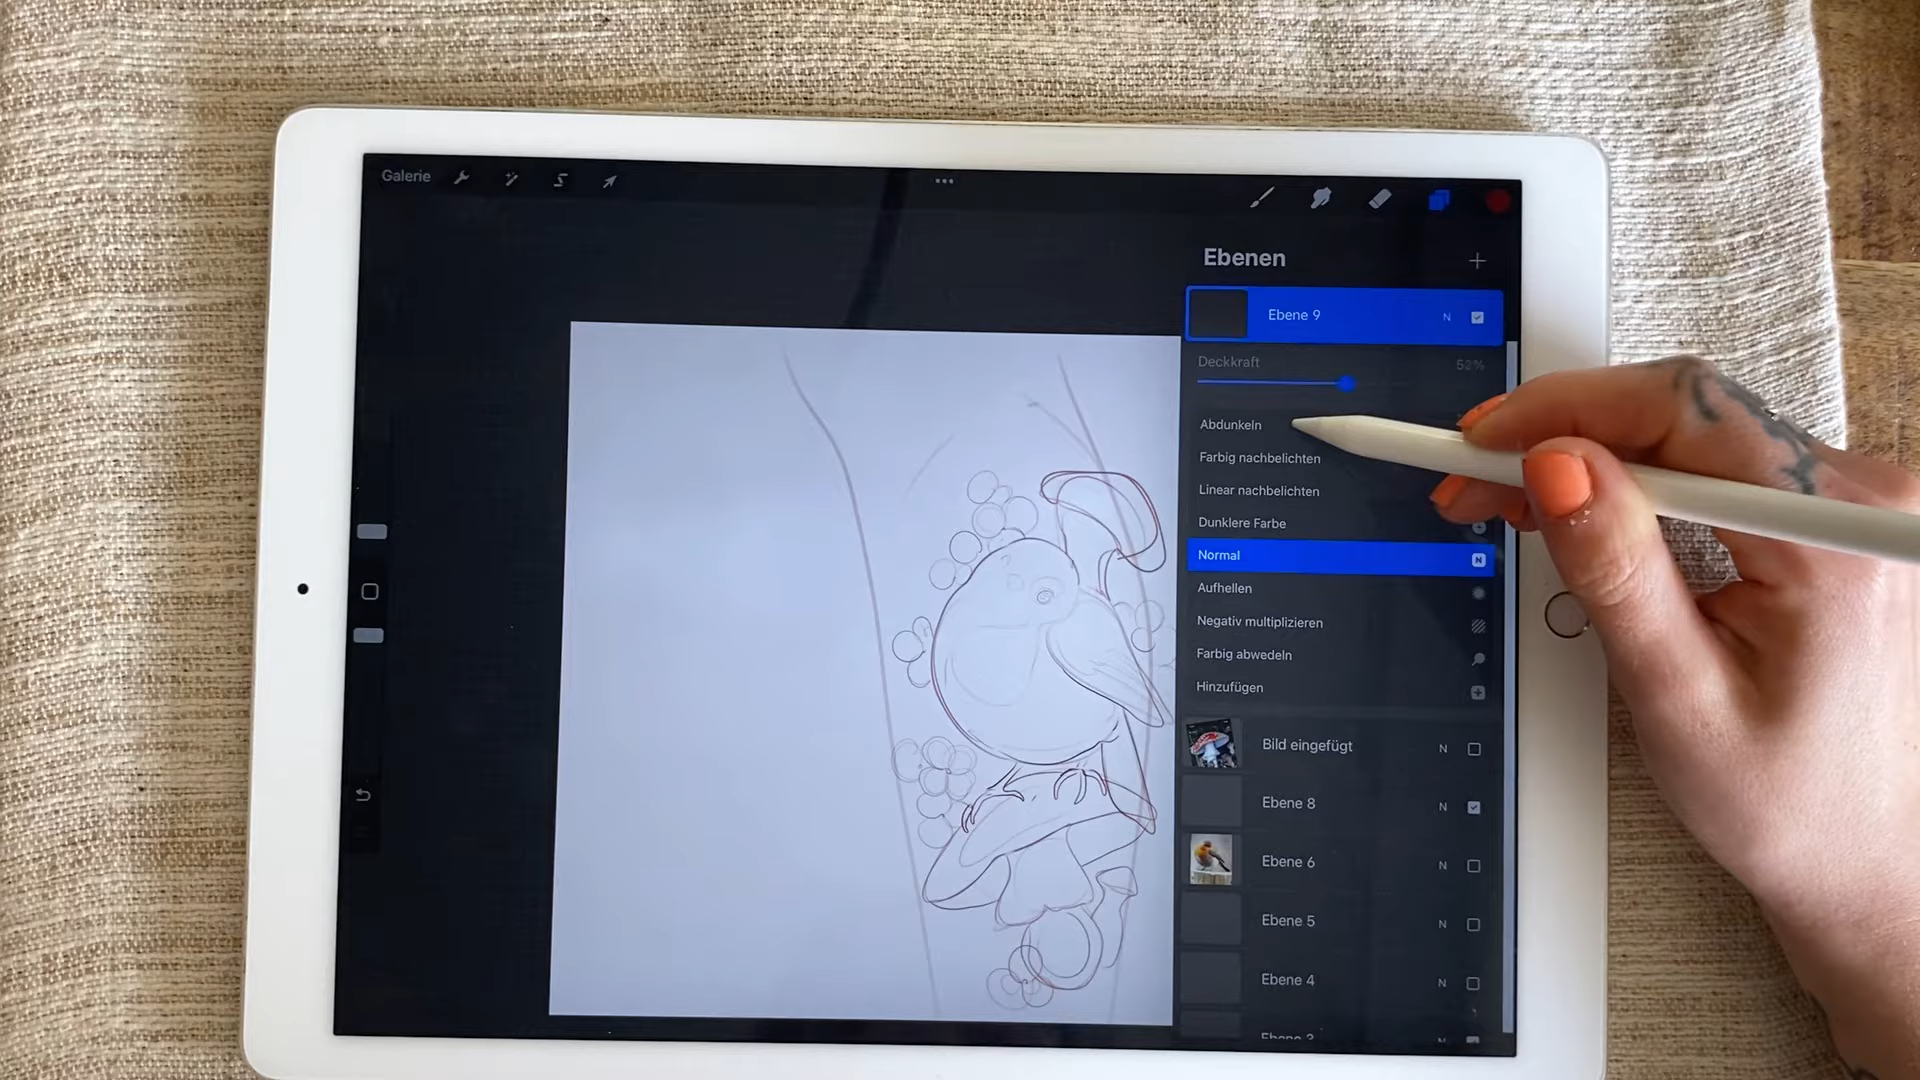 Galerie
Ebenen
Ebene 9 N
Deckkraft 52%
Abdunkeln
Farbig nachbelichten
Linear nachbelichten
Dunklere Farbe
Normal N
Aufhellen
Negativ multiplizieren
Farbig abwedeln
Hinzufügen
Bild eingefügt N
Ebene 8 N
Ebene 6 N
Ebene 5 N
Ebene 4 N